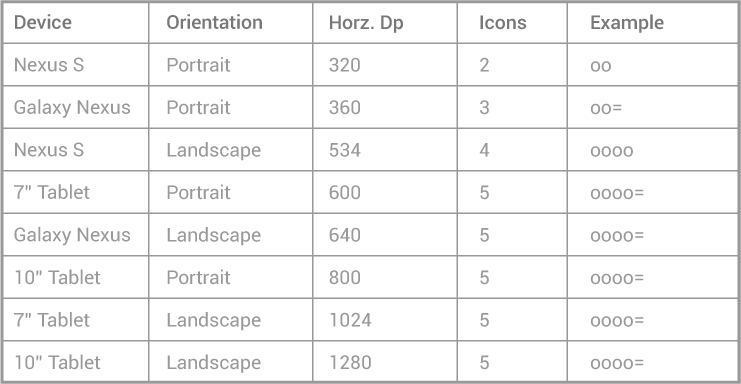 Device Orientation Horz. Dp Icons Example
Nexus S Portrait 320 2 oo
Galaxy Nexus Portrait 360 3 oo=
Nexus S Landscape 534 4 oooo
7" Tablet Portrait 600 5 oooo=
Galaxy Nexus Landscape 640 5 oooo=
10" Tablet Portrait 800 5 oooo=
7" Tablet Landscape 1024 5 oooo=
10" Tablet Landscape 1280 5 oooo=